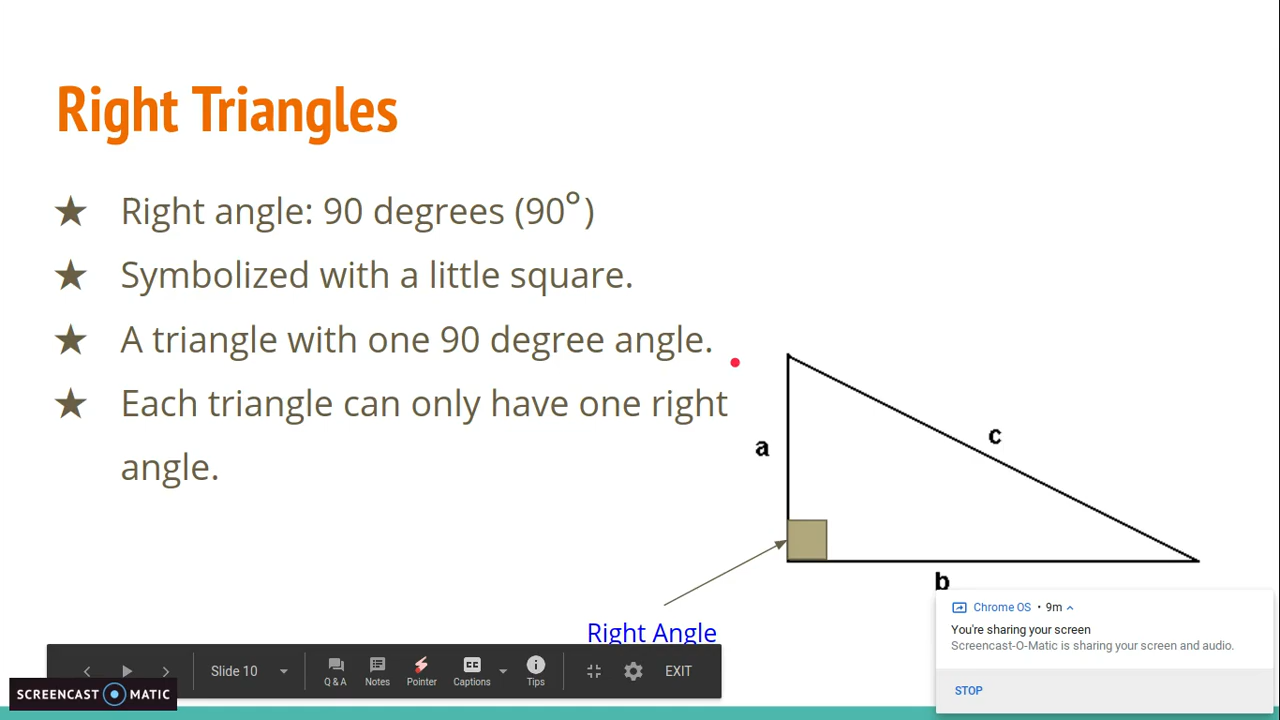 Right Triangles
★ Right angle: 90 degrees (90°)
★ Symbolized with a little square.
★ A triangle with one 90 degree angle.
★ Each triangle can only have one right
angle.
a
c
b
Right Angle
Chrome OS • 9m
You're sharing your screen
Screencast-O-Matic is sharing your screen and audio.
STOP
Slide 10
Q & A
Notes
Pointer
Captions
Tips
EXIT
CC
SCREENCAST O MATIC